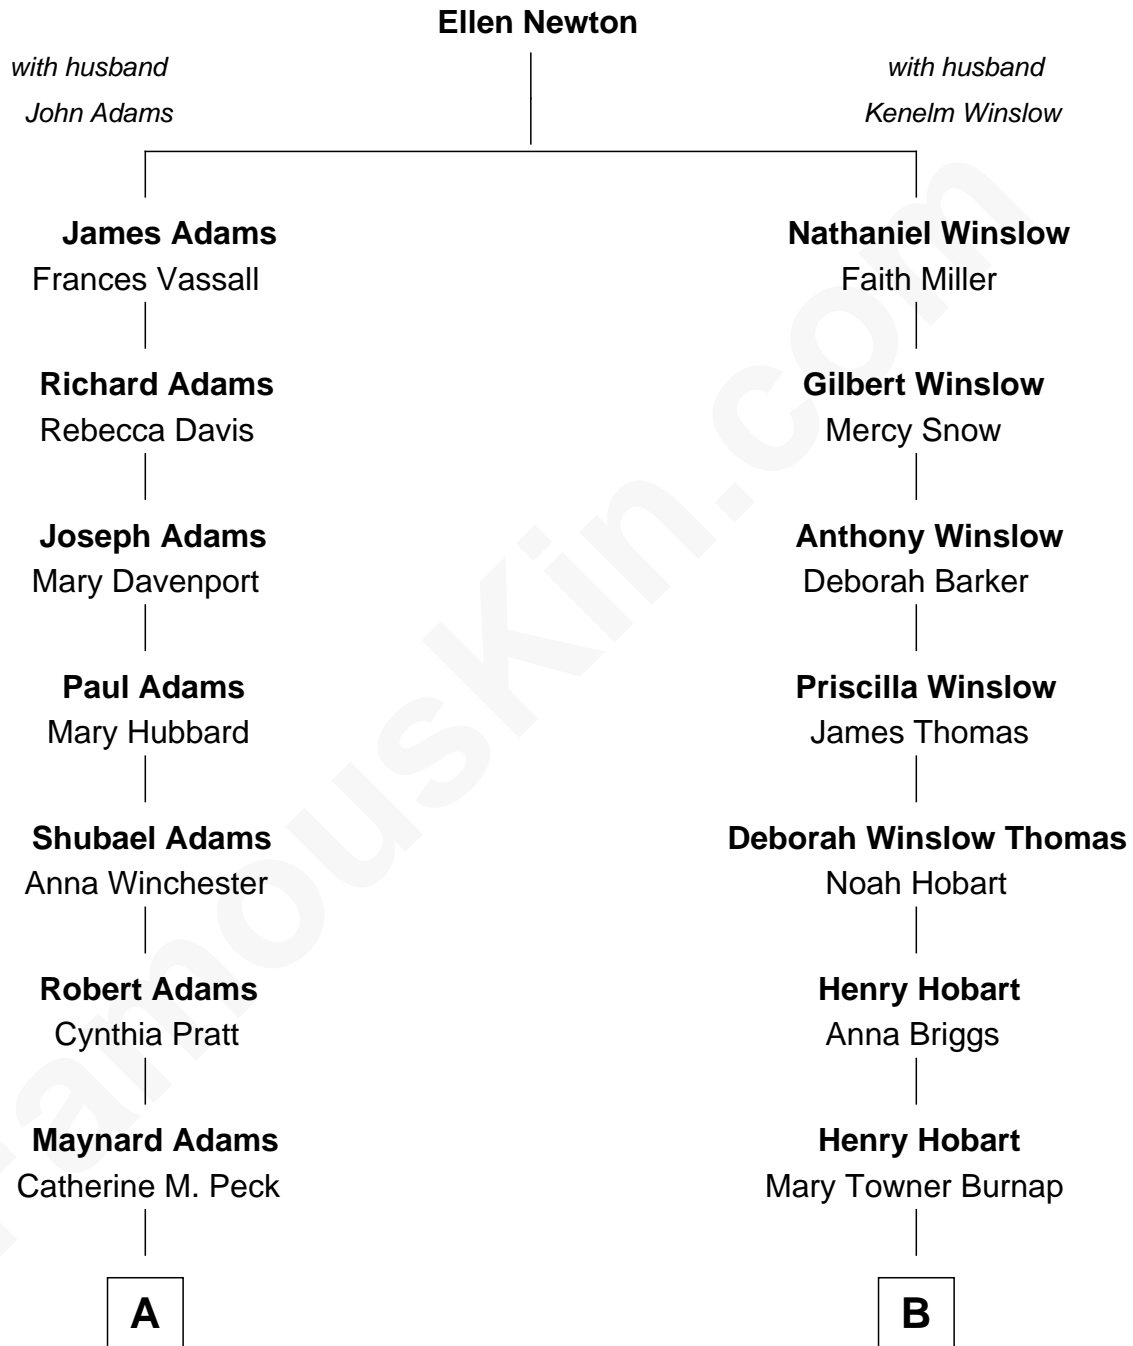 Ellen Newton
with husband
John Adams
with husband
Kenelm Winslow
James Adams
Frances Vassall
Nathaniel Winslow
Faith Miller
Richard Adams
Rebecca Davis
Gilbert Winslow
Mercy Snow
Joseph Adams
Mary Davenport
Anthony Winslow
Deborah Barker
Paul Adams
Mary Hubbard
Priscilla Winslow
James Thomas
Shubael Adams
Anna Winchester
Deborah Winslow Thomas
Noah Hobart
Robert Adams
Cynthia Pratt
Henry Hobart
Anna Briggs
Maynard Adams
Catherine M. Peck
Henry Hobart
Mary Towner Burnap
A
B
FamousKin.com